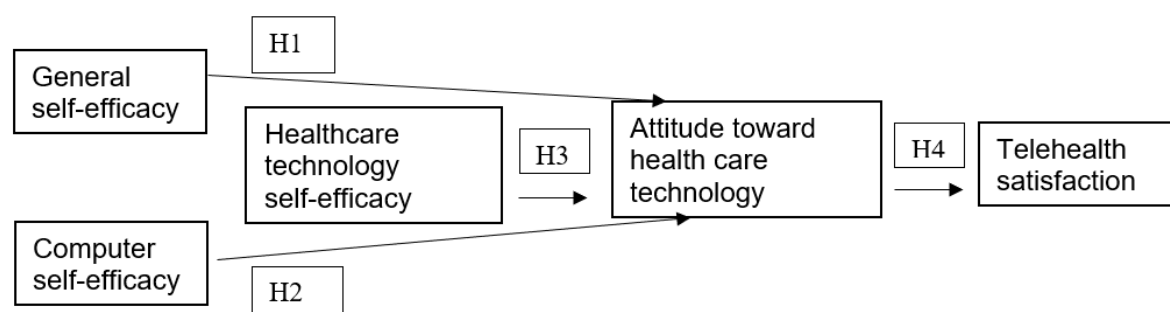 H1
General
self-efficacy
Healthcare
technology
self-efficacy
H3
Attitude toward
health care
technology
H4
Telehealth
satisfaction
Computer
self-efficacy
H2